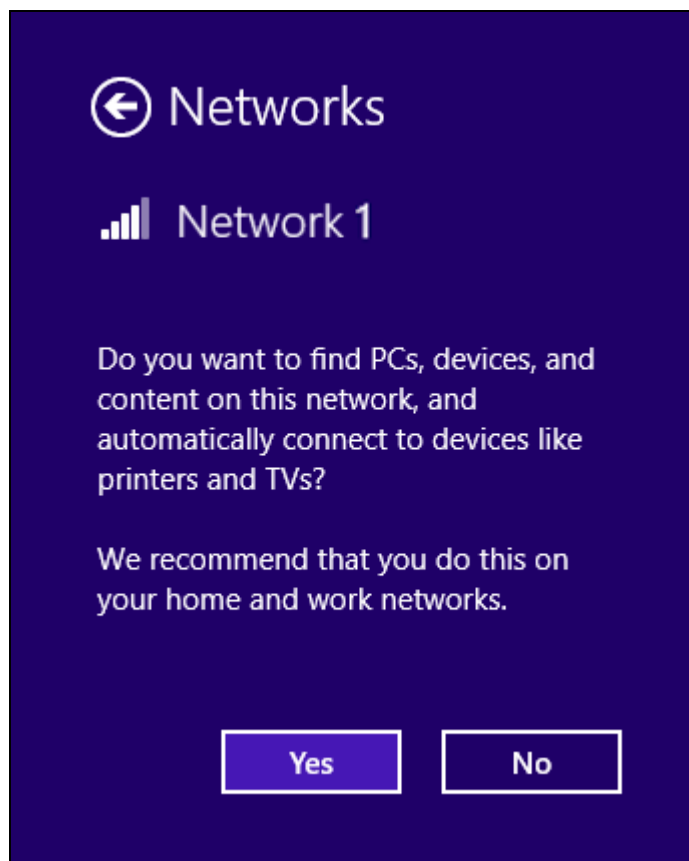 Networks
Network 1
Do you want to find PCs, devices, and
content on this network, and
automatically connect to devices like
printers and TVs?
We recommend that you do this on
your home and work networks.
Yes No